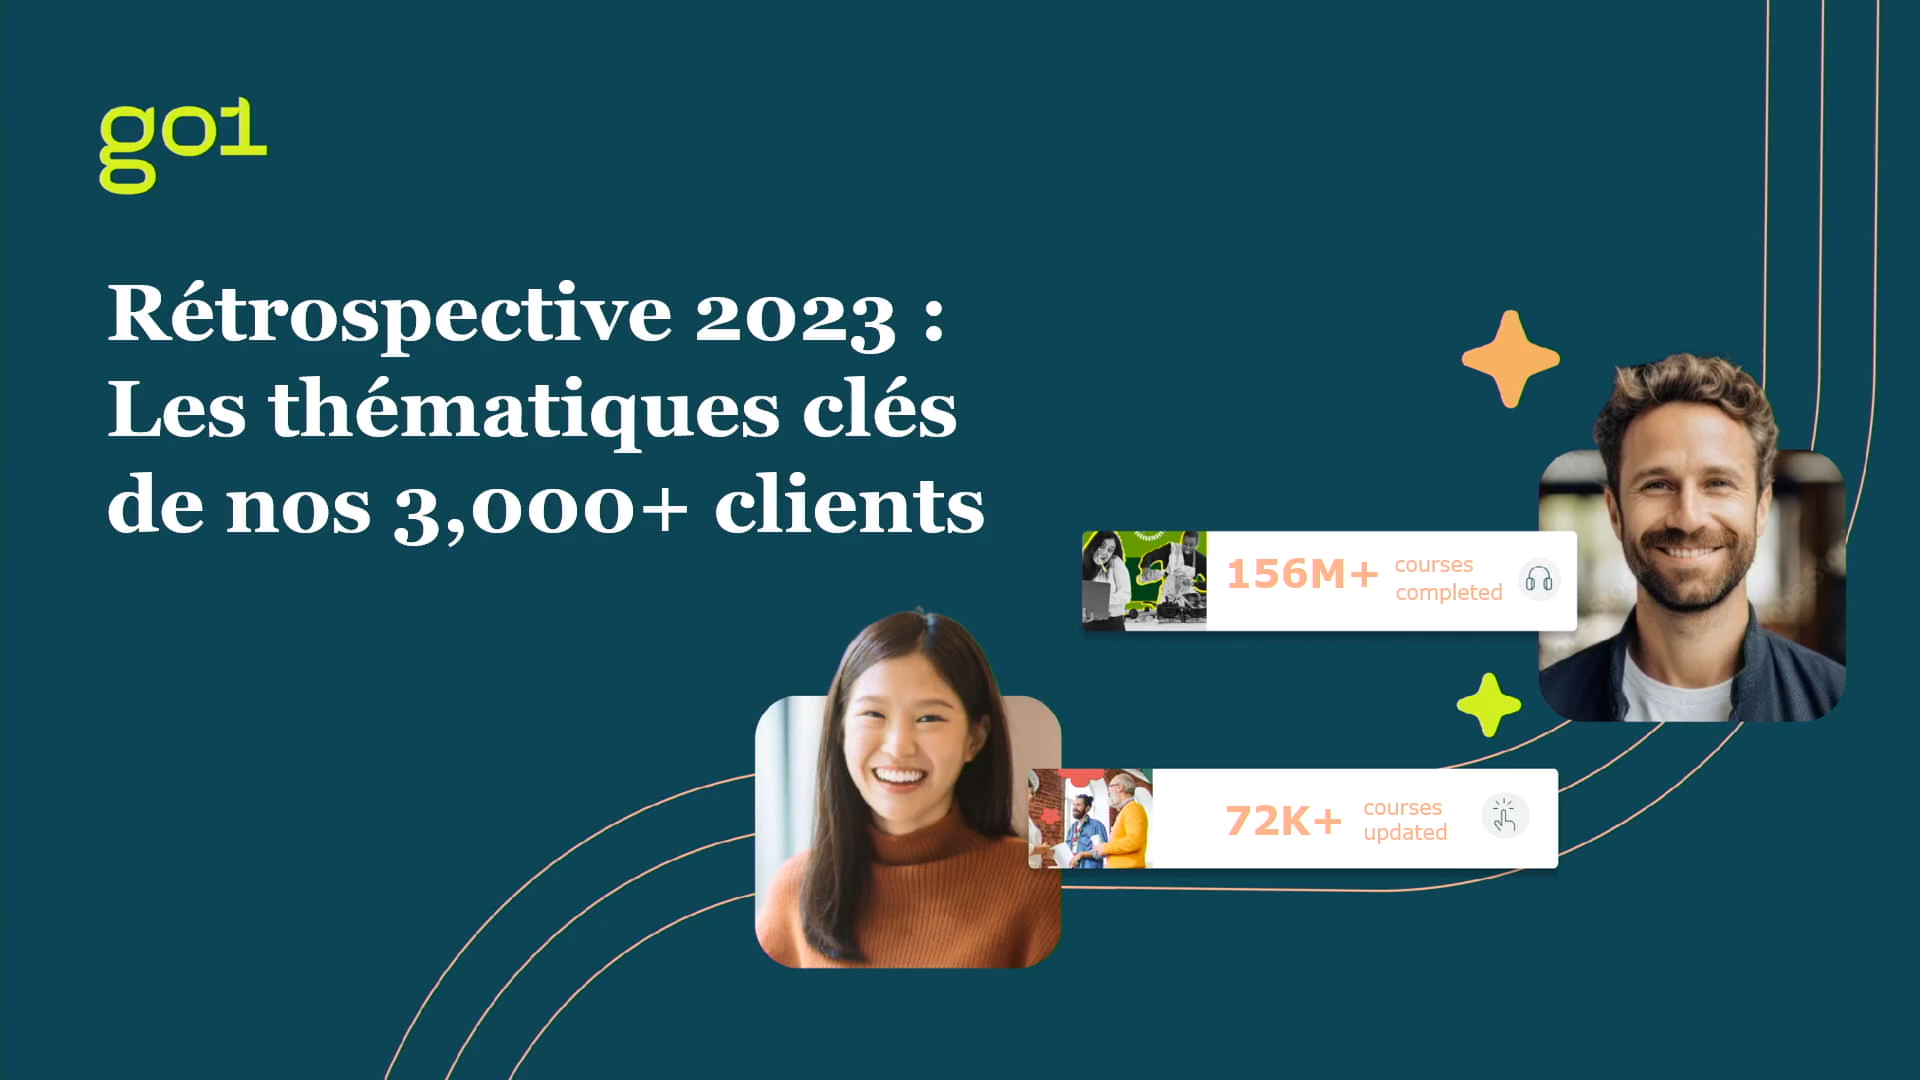 go1
Rétrospective 2023 :
Les thématiques clés
de nos 3,000+ clients
156M+ courses
completed
72K+ courses
updated